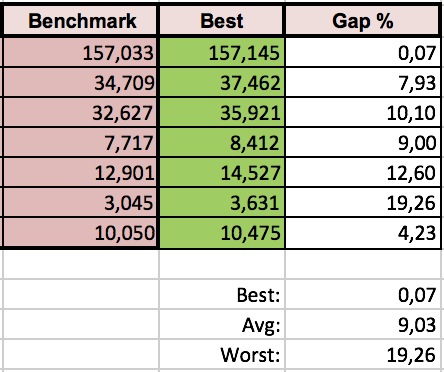 Benchmark Best Gap %
157,033 157,145 0,07
34,709 37,462 7,93
32,627 35,921 10,10
7,717 8,412 9,00
12,901 14,527 12,60
3,045 3,631 19,26
10,050 10,475 4,23
Best: 0,07
Avg: 9,03
Worst: 19,26